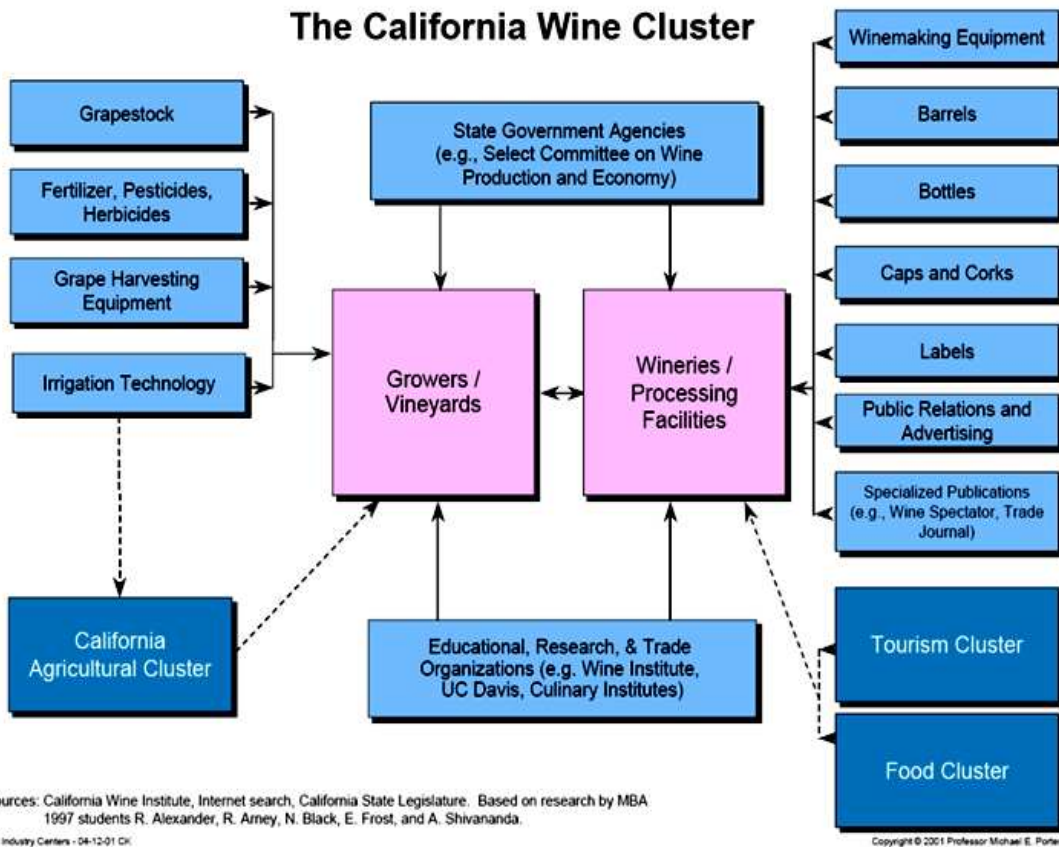 The California Wine Cluster
Grapestock
Fertilizer, Pesticides,
Herbicides
Grape Harvesting
Equipment
Irrigation Technology
State Government Agencies
(e.g., Select Committee on Wine
Production and Economy)
Growers /
Vineyards
Wineries /
Processing
Facilities
Winemaking Equipment
Barrels
Bottles
Caps and Corks
Labels
Public Relations and
Advertising
Specialized Publications
(e.g., Wine Spectator, Trade
Journal)
California
Agricultural Cluster
Educational, Research, & Trade
Organizations (e.g. Wine Institute,
UC Davis, Culinary Institutes)
Tourism Cluster
Food Cluster
urces: California Wine Institute, Internet search, California State Legislature. Based on research by MBA
1997 students R. Alexander, R. Arney, N. Black, E. Frost, and A. Shivananda.
Industry Centers - 04-12-01 CK
Copyright © 2001 Professor Michael E. Porte